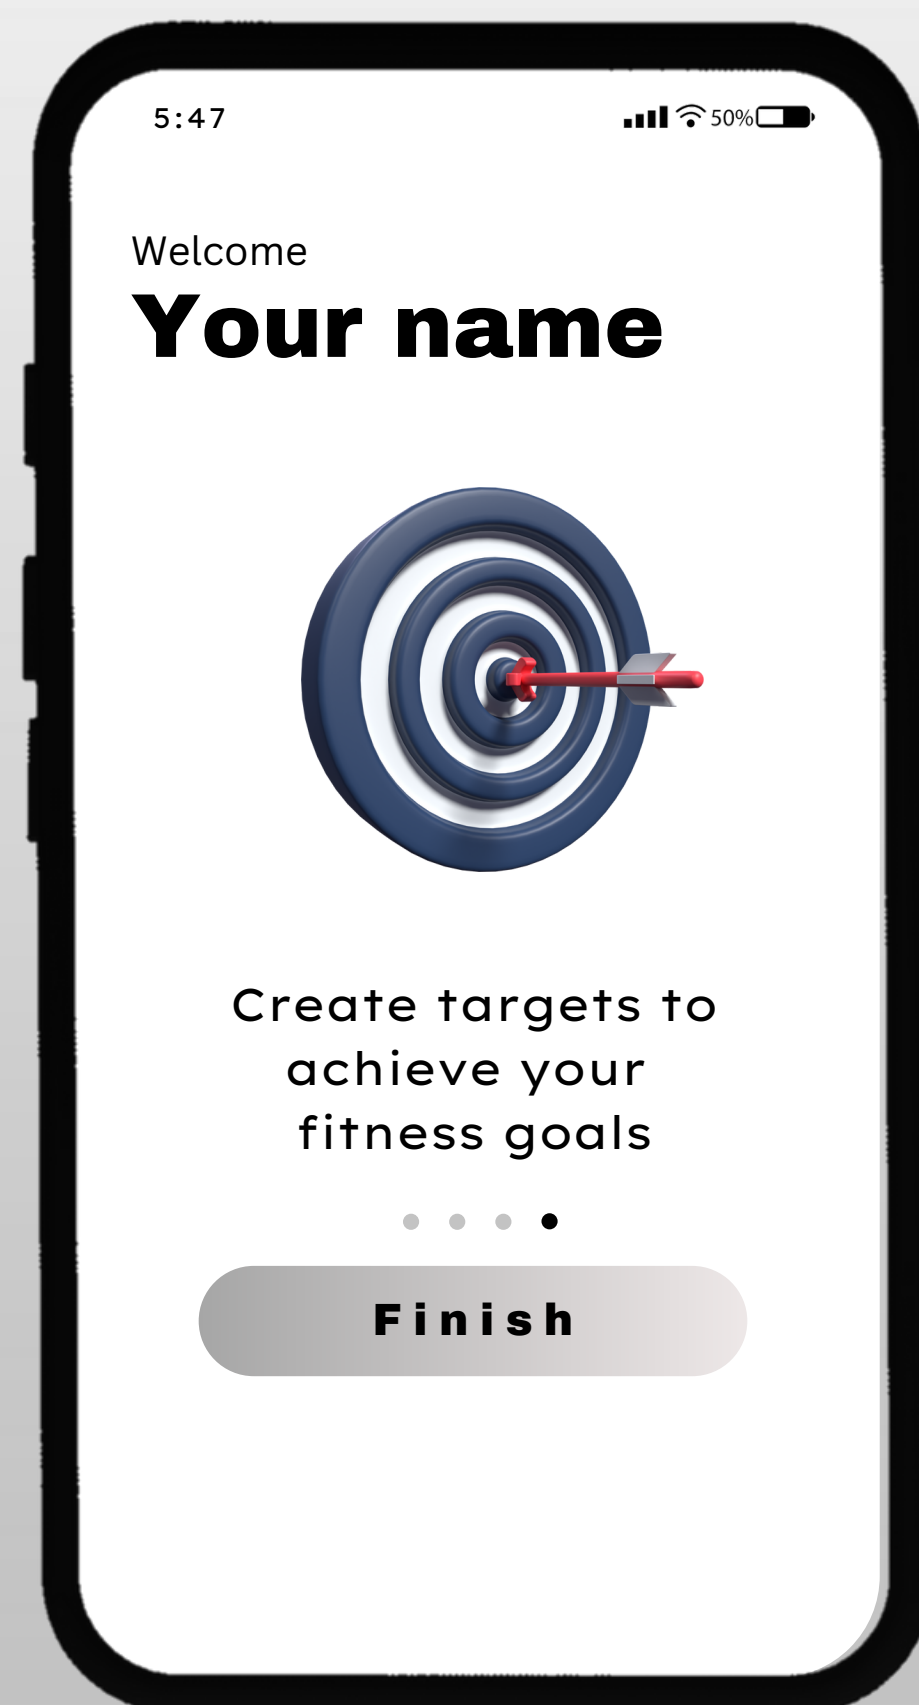 5:47
50%
Welcome
Your name
Create targets to
achieve your
fitness goals
Finish